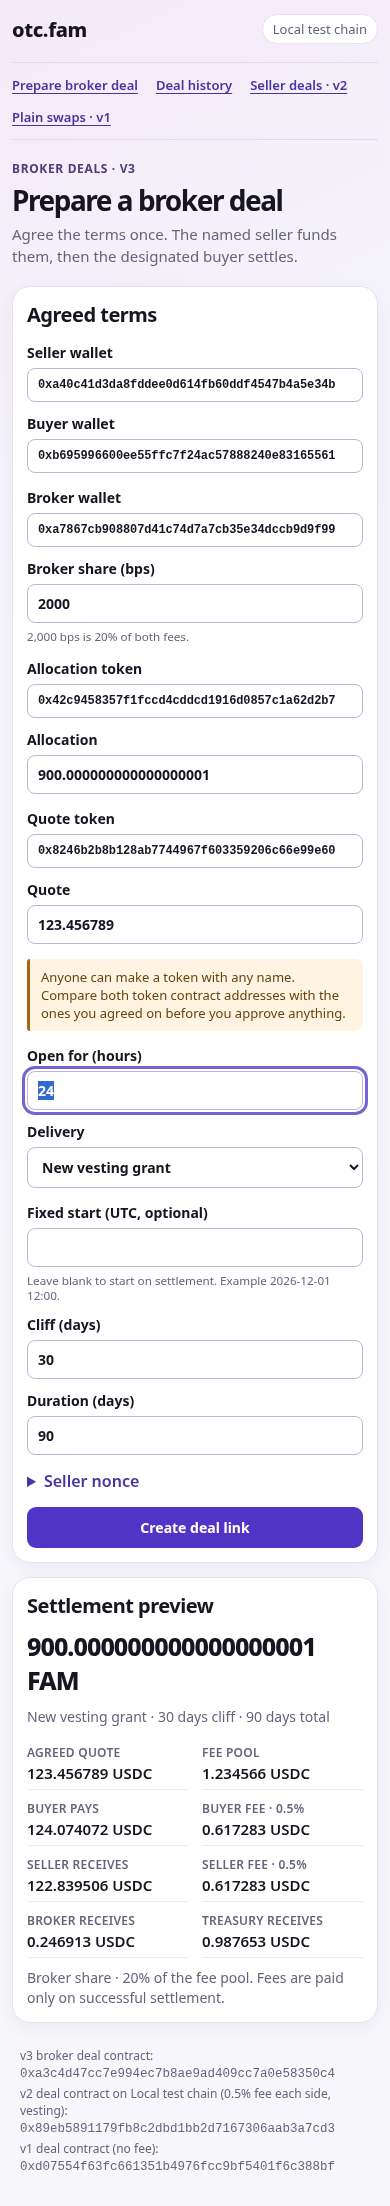 otc.fam
Local test chain
Prepare broker deal
Deal history
Seller deals · v2
Plain swaps · v1
BROKER DEALS · V3
Prepare a broker deal
Agree the terms once. The named seller funds
them, then the designated buyer settles.
Agreed terms
Seller wallet
0xa40c41d3da8fddee0d614fb60ddf4547b4a5e34b
Buyer wallet
0xb695996600ee55ffc7f24ac57888240e83165561
Broker wallet
0xa7867cb908807d41c74d7a7cb35e34dccb9d9f99
Broker share (bps)
2000
2,000 bps is 20% of both fees.
Allocation token
0x42c9458357f1fccd4cddcd1916d0857c1a62d2b7
Allocation
900.000000000000000001
Quote token
0x8246b2b8b128ab7744967f603359206c66e99e60
Quote
123.456789
Anyone can make a token with any name.
Compare both token contract addresses with the
ones you agreed on before you approve anything.
Open for (hours)
24
Delivery
New vesting grant
Fixed start (UTC, optional)
Leave blank to start on settlement. Example 2026-12-01
12:00.
Cliff (days)
30
Duration (days)
90
Seller nonce
Create deal link
Settlement preview
900.000000000000000001
FAM
New vesting grant · 30 days cliff · 90 days total
AGREED QUOTE
123.456789 USDC
FEE POOL
1.234566 USDC
BUYER PAYS
124.074072 USDC
BUYER FEE · 0.5%
0.617283 USDC
SELLER RECEIVES
122.839506 USDC
SELLER FEE · 0.5%
0.617283 USDC
BROKER RECEIVES
0.246913 USDC
TREASURY RECEIVES
0.987653 USDC
Broker share · 20% of the fee pool. Fees are paid
only on successful settlement.
v3 broker deal contract:
0xa3c4d47cc7e994ec7b8ae9ad409cc7a0e58350c4
v2 deal contract on Local test chain (0.5% fee each side,
vesting):
0x89eb5891179fb8c2dbd1bb2d7167306aab3a7cd3
v1 deal contract (no fee):
0xd07554f63fc661351b4976fcc9bf5401f6c388bf